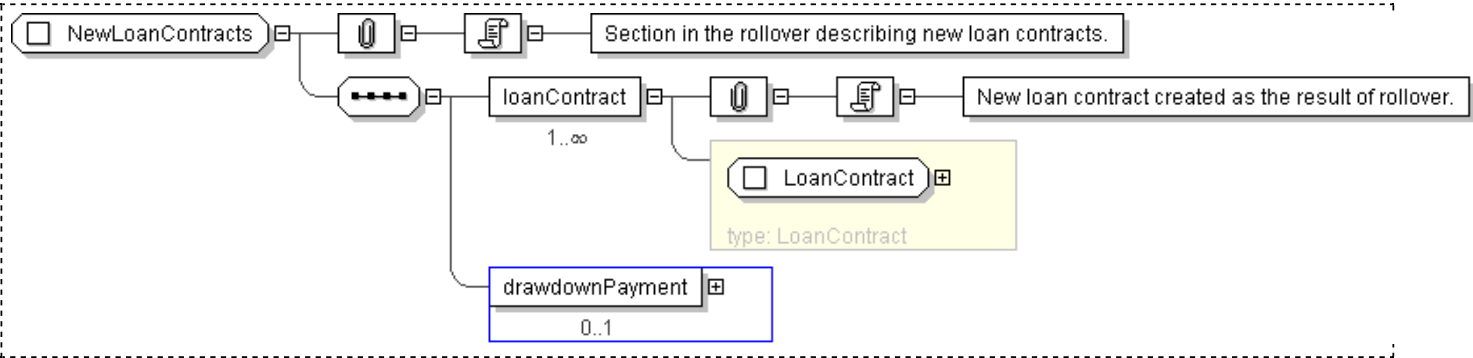 NewLoanContracts
Section in the rollover describing new loan contracts.
loanContract
New loan contract created as the result of rollover.
1..∞
LoanContract
type: LoanContract
drawdownPayment
0..1